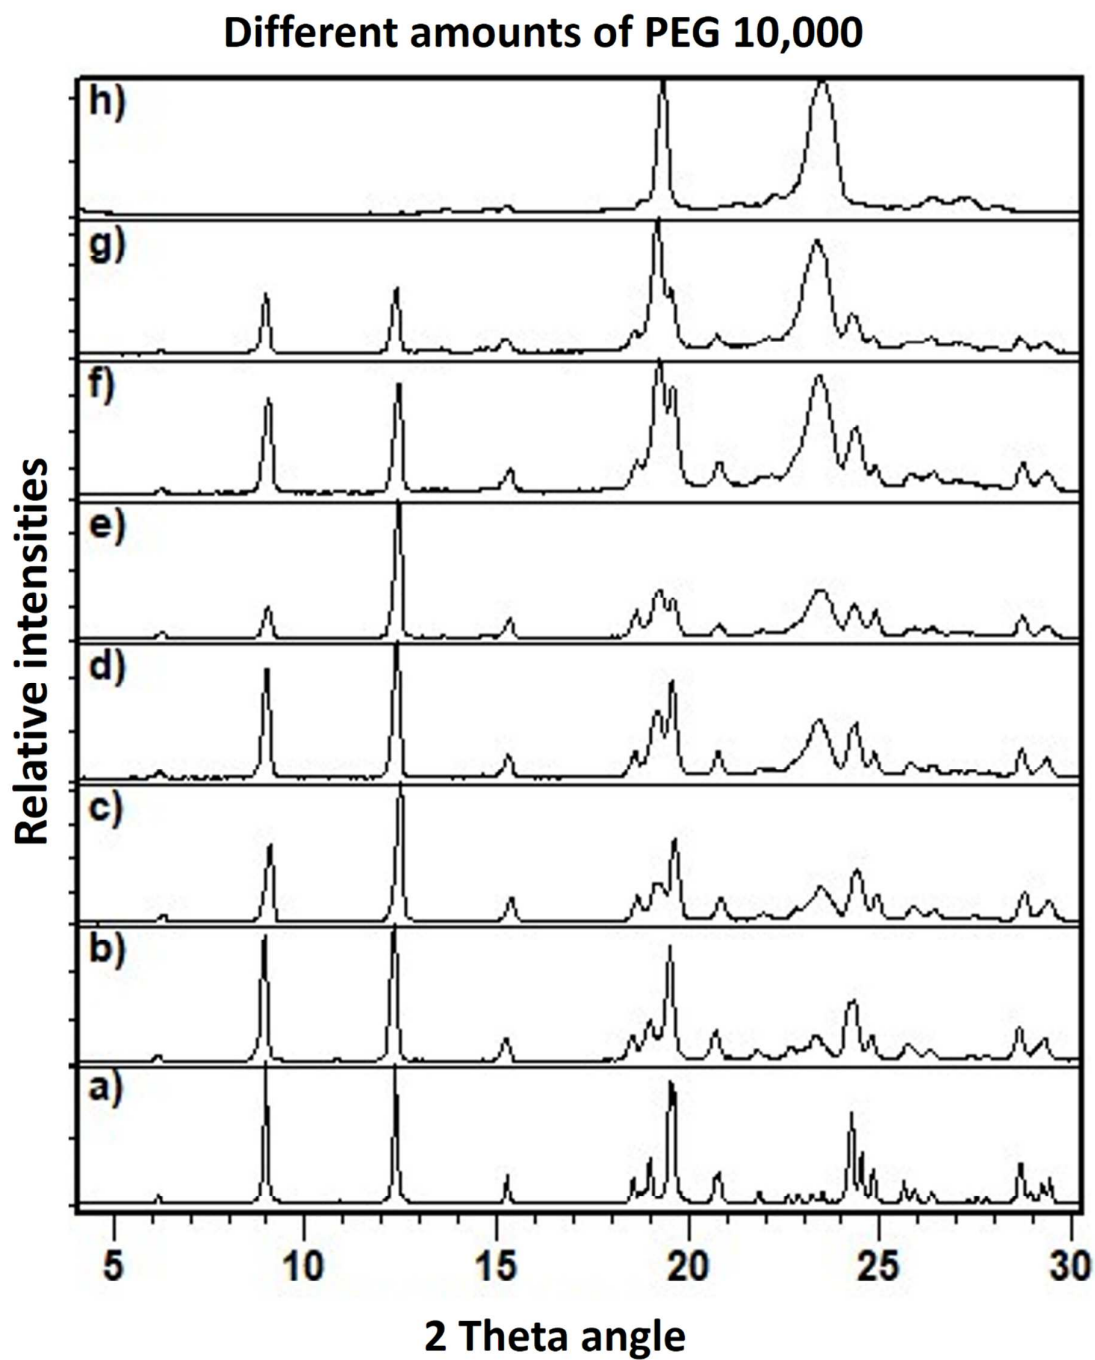 Different amounts of PEG 10,000
h)
g)
f)
e)
d)
c)
b)
a)
Relative intensities
5 10 15 20 25 30
2 Theta angle